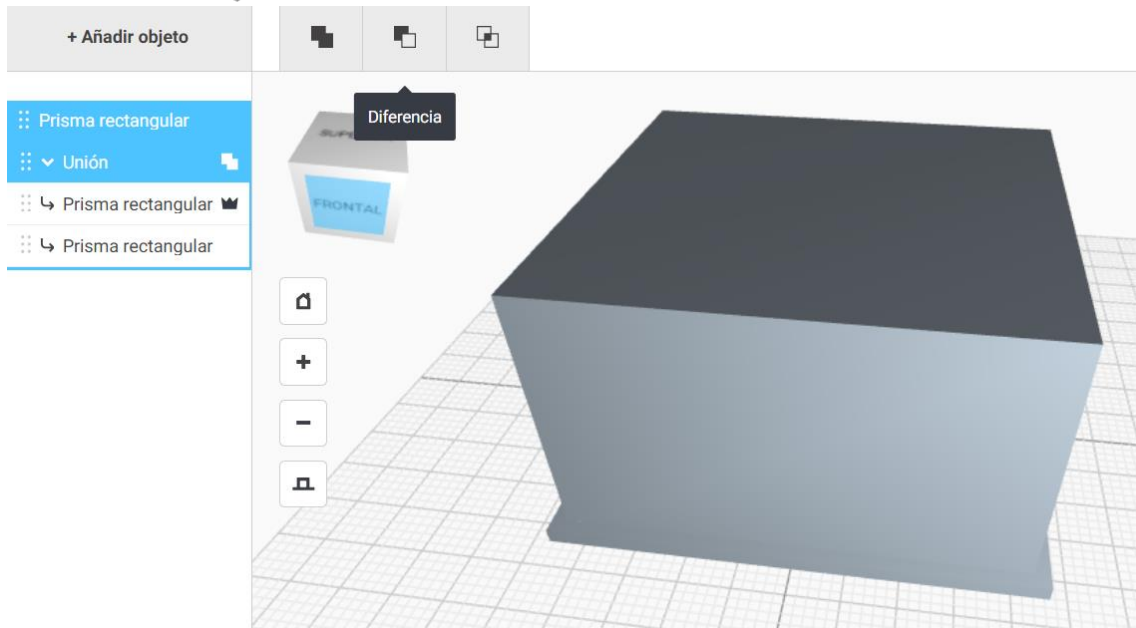 + Añadir objeto
Diferencia
Prisma rectangular
Unión
Prisma rectangular
Prisma rectangular
FRONTAL